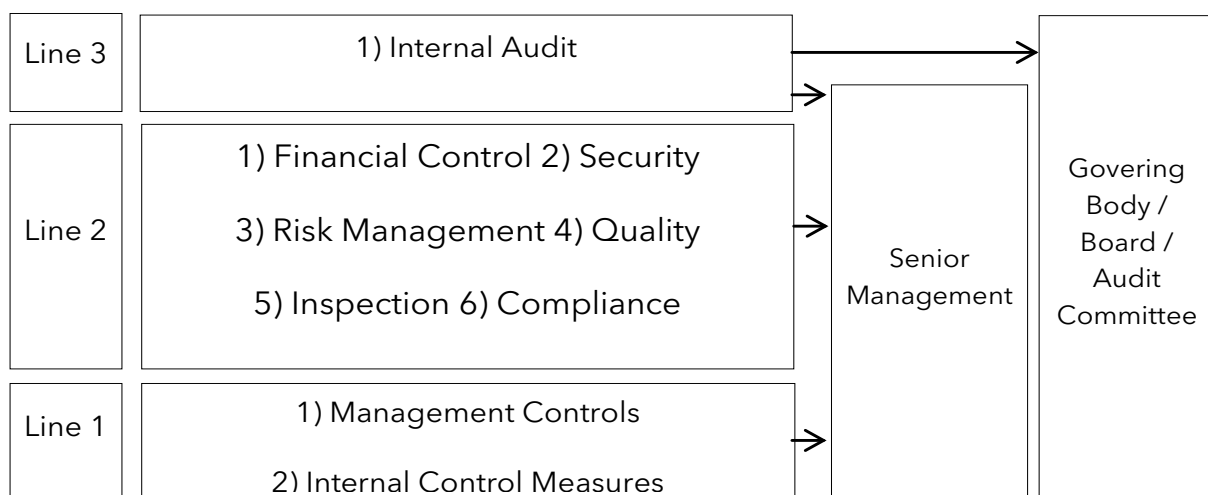 Line 3
1) Internal Audit
Line 2
1) Financial Control 2) Security
3) Risk Management 4) Quality
5) Inspection 6) Compliance
Line 1
1) Management Controls
2) Internal Control Measures
Senior
Management
Govering
Body /
Board /
Audit
Committee